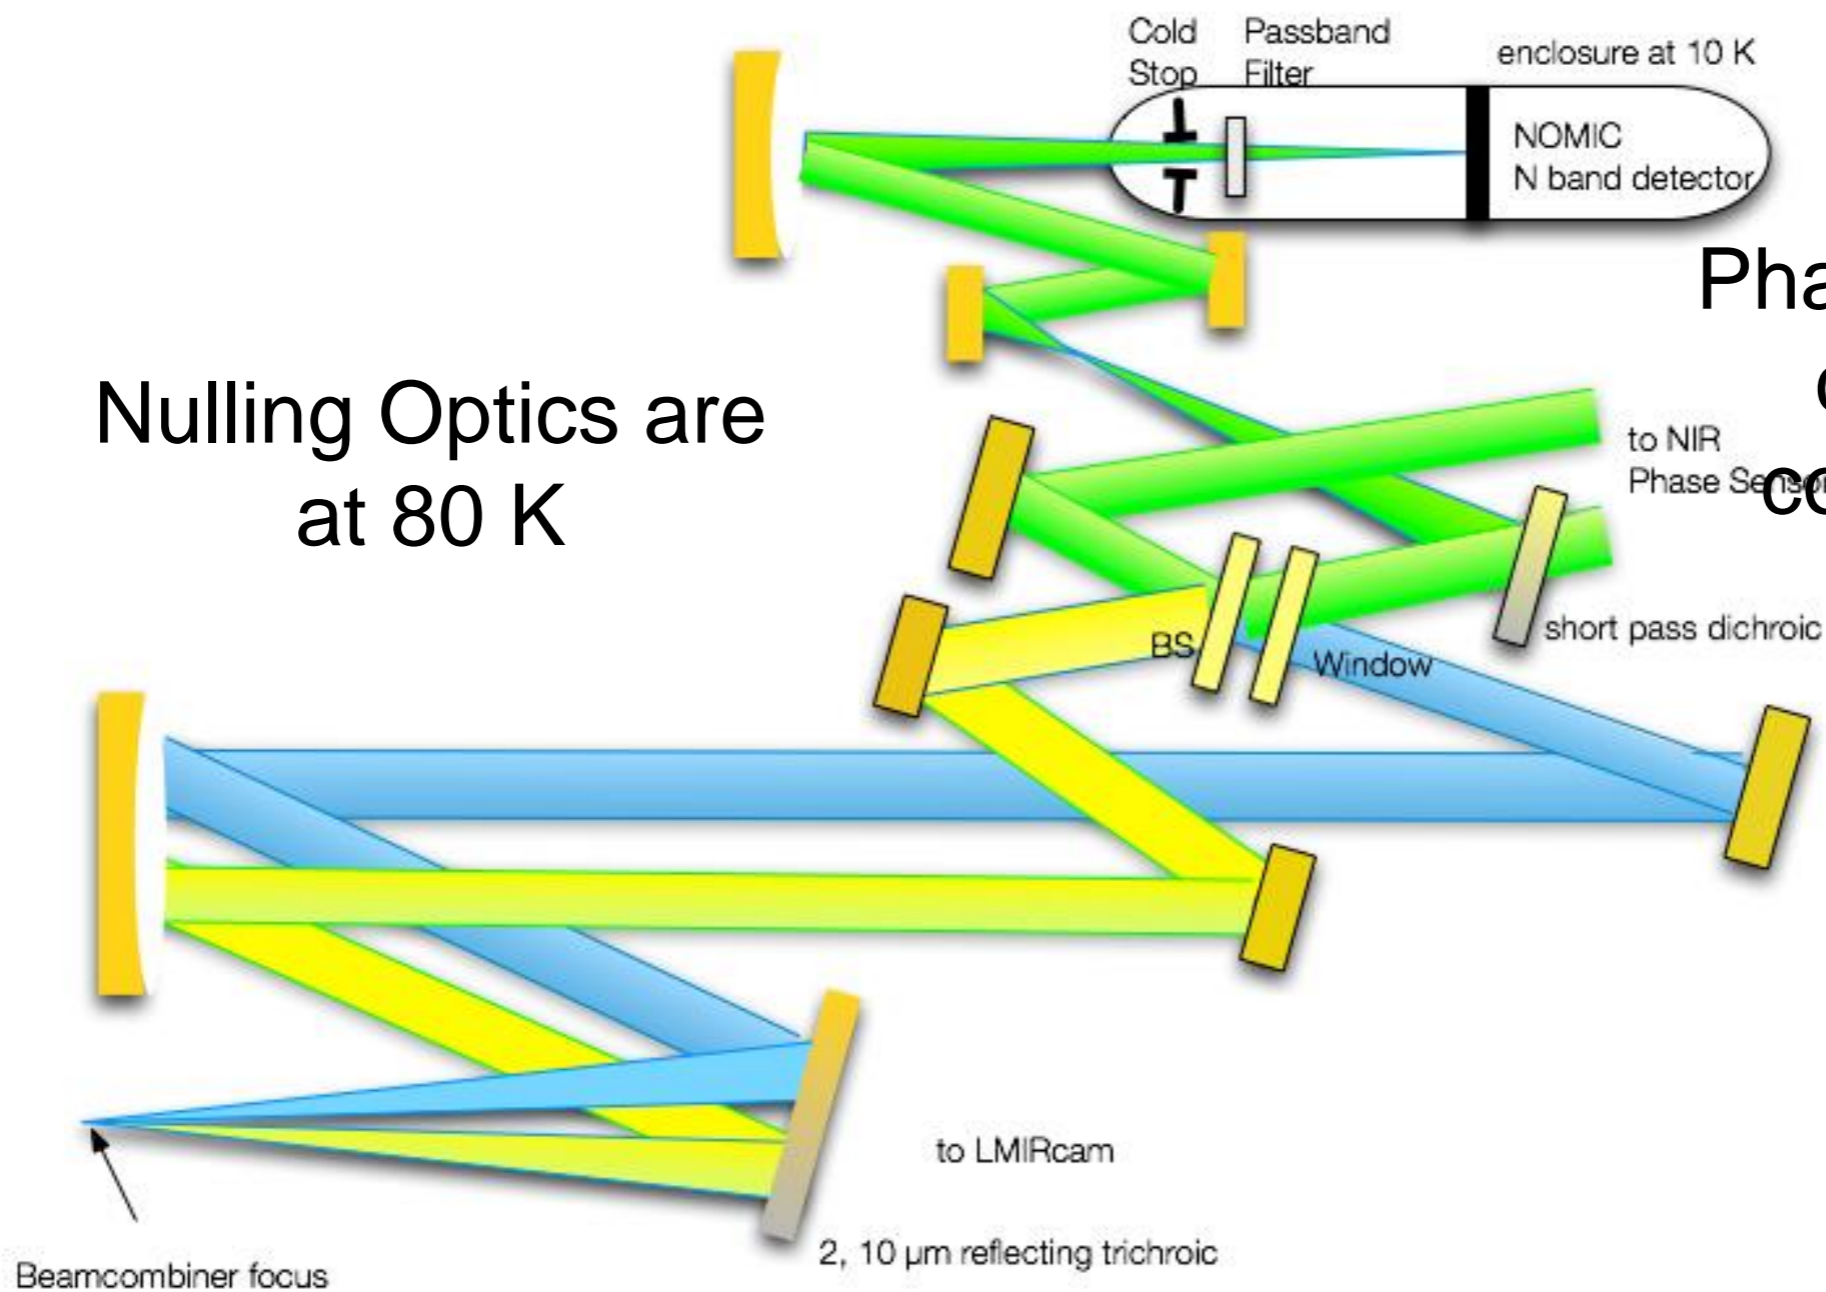 Cold Passband
Stop Filter
enclosure at 10 K
NOMIC
N band detector
Nulling Optics are
at 80 K
to NIR
Phase
short pass dichroic
BS
Window
to LMIRcam
2, 10 µm reflecting trichroic
Beamcombiner focus